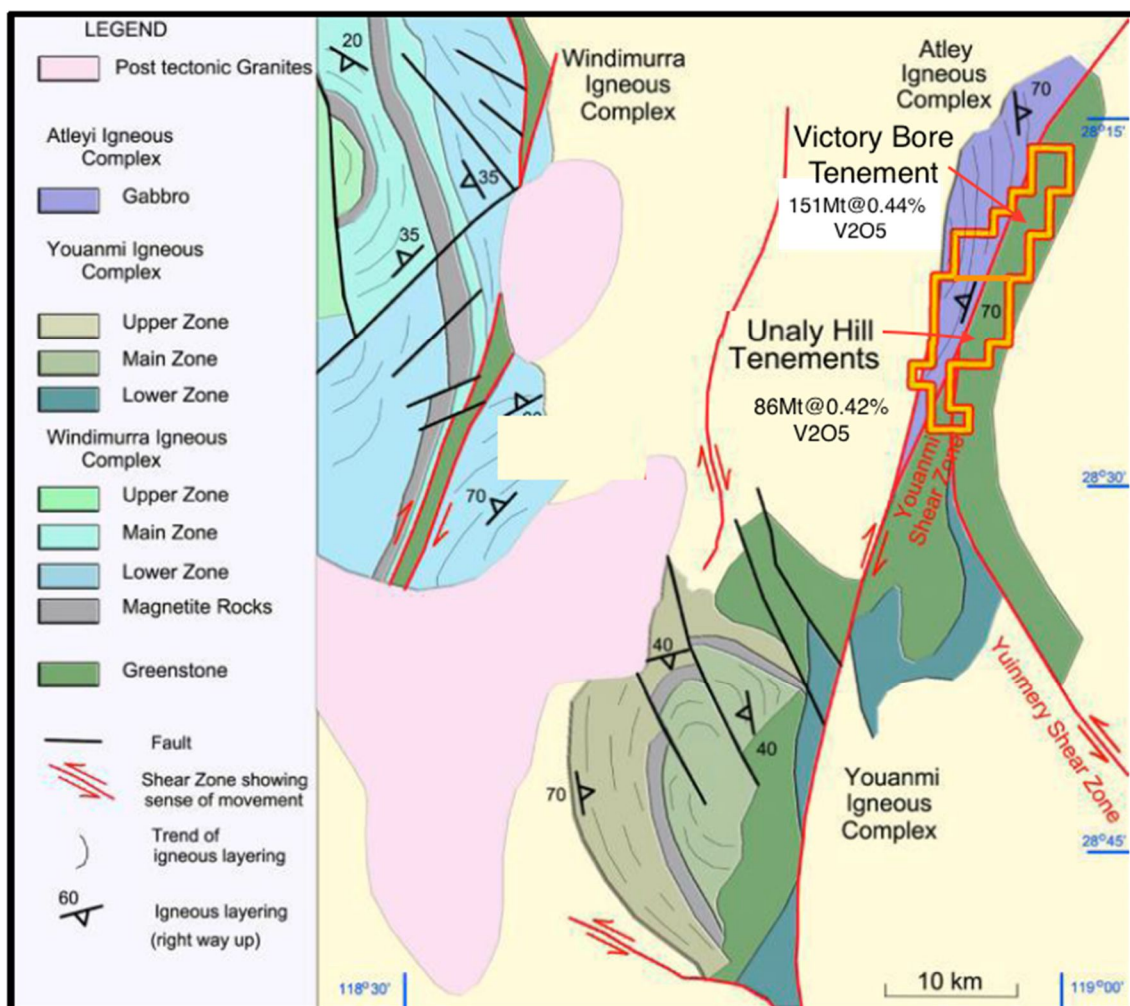 LEGEND
Post tectonic Granites
Atleyi Igneous
Complex
Gabbro
Youanmi Igneous
Complex
Upper Zone
Main Zone
Lower Zone
Windimurra Igneous
Complex
Upper Zone
Main Zone
Lower Zone
Magnetite Rocks
Greenstone
Fault
Shear Zone showing
sense of movement
Trend of
igneous layering
60
Igneous layering
(right way up)
20
Windimurra
Igneous
Complex
35
35
70
Atley
Igneous
Complex
70
28°15'
Victory Bore
Tenement
151Mt@0.44%
V2O5
Unaly Hill
Tenements
70
86Mt@0.42%
V2O5
Youanmi
Shear Zone
28°30'
40
40
70
Yuinmery Shear Zone
Youanmi
Igneous
Complex
28°45'
10 km
118°30'
119°00'